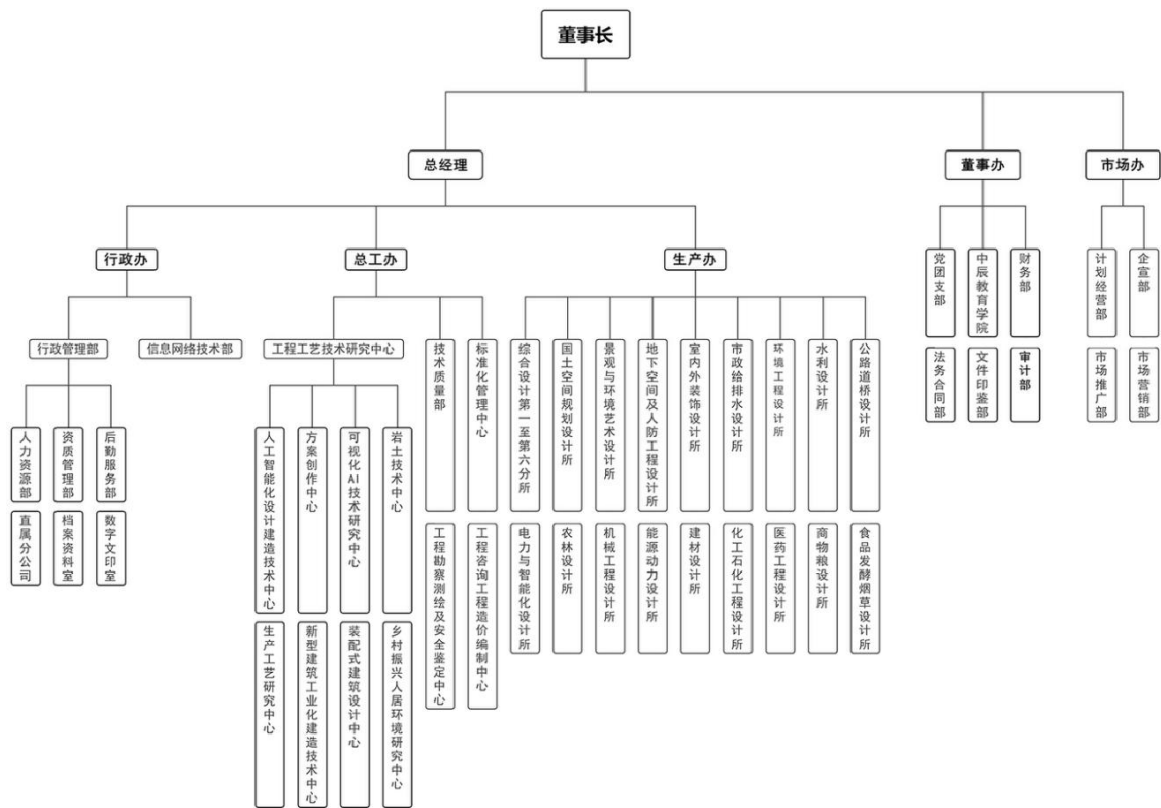 董事长
总经理
董事办
市场办
行政办
总工办
生产办
党团支部
中辰教育学院
财务部
计划经营部
企宣部
法务合同部
文件印鉴部
审计部
市场推广部
市场营销部
行政管理部
信息网络技术部
工程工艺技术研究中心
技术质量部
标准化管理中心
综合设计第一至第六分所
国土空间规划设计所
景观与环境艺术设计所
地下空间及人防工程设计所
室内外装饰设计所
市政给排水设计所
环境工程设计所
水利设计所
公路道桥设计所
人力资源部
资质管理部
后勤服务部
人工智能化设计建造技术中心
方案创作中心
可视化AI技术研究中心
岩土技术中心
直属分公司
档案资料室
数字文印室
工程勘察测绘及安全鉴定中心
工程咨询工程造价编制中心
电力与智能化设计所
农林设计所
机械工程设计所
能源动力设计所
建材设计所
化工石化工程设计所
医药工程设计所
商物粮设计所
食品发酵烟草设计所
生产工艺研究中心
新型建筑工业化建造技术中心
装配式建筑设计中心
乡村振兴人居环境研究中心